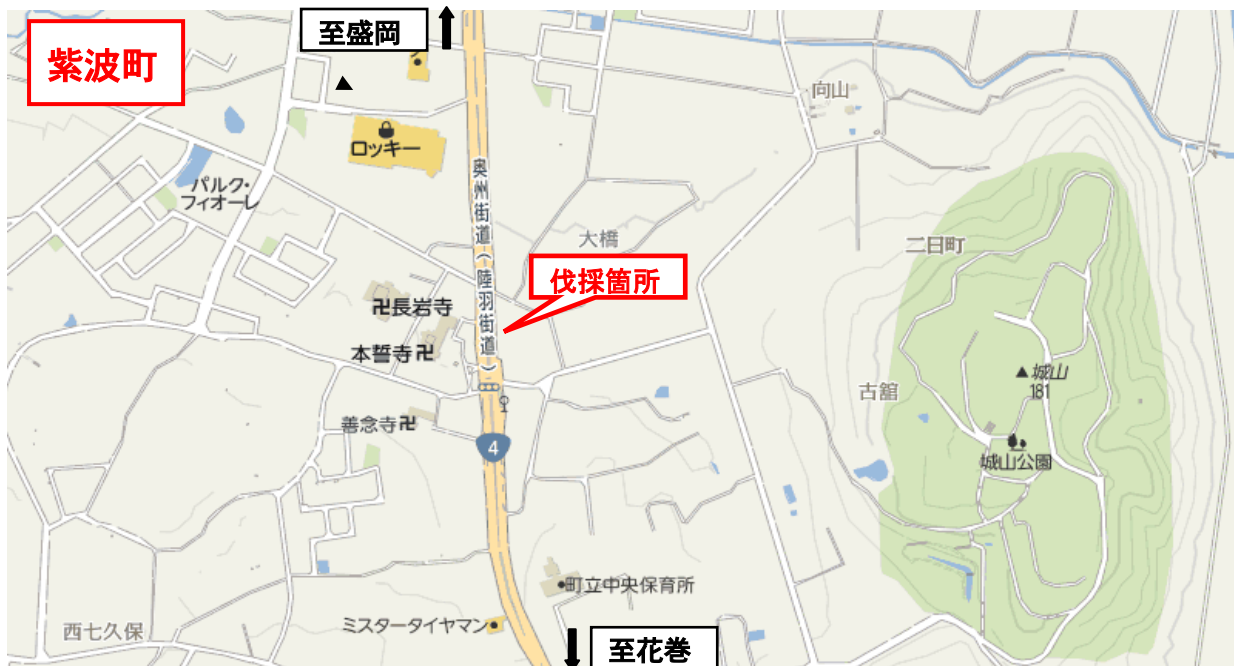 至盛岡
紫波町
向山
ロッキー
パルク・
フィオーレ
奥州街道(陸羽街道)
大橋
二日町
伐採箇所
卍長岩寺
本誓寺卍
城山
181
古舘
善念寺卍
4
城山公園
町立中央保育所
ミスタータイヤマン
西七久保
至花巻